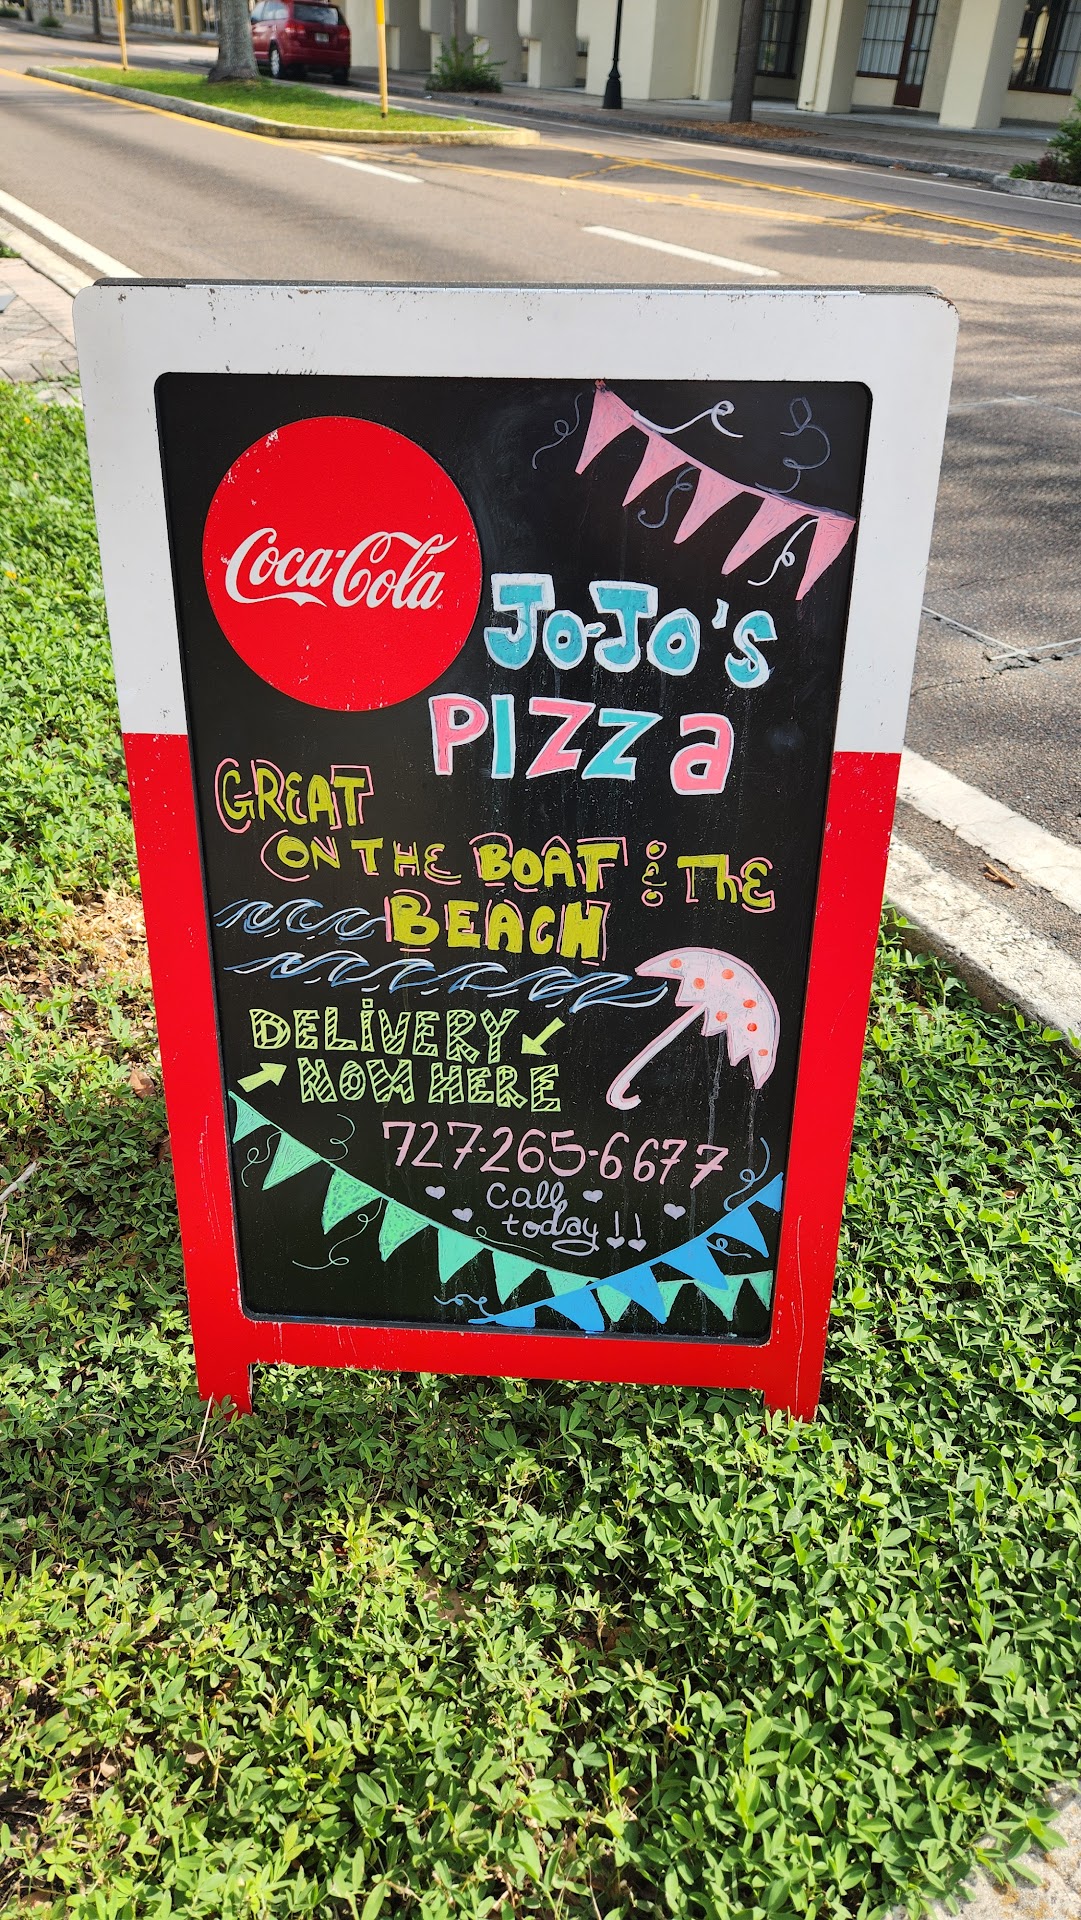 Coca-Cola
Jo-Jo's
PIZZa
GREAT
ON THE BOAT & THE
BEACH
DELiVERY
NOW HERE
727-265-6677
Call
today!!